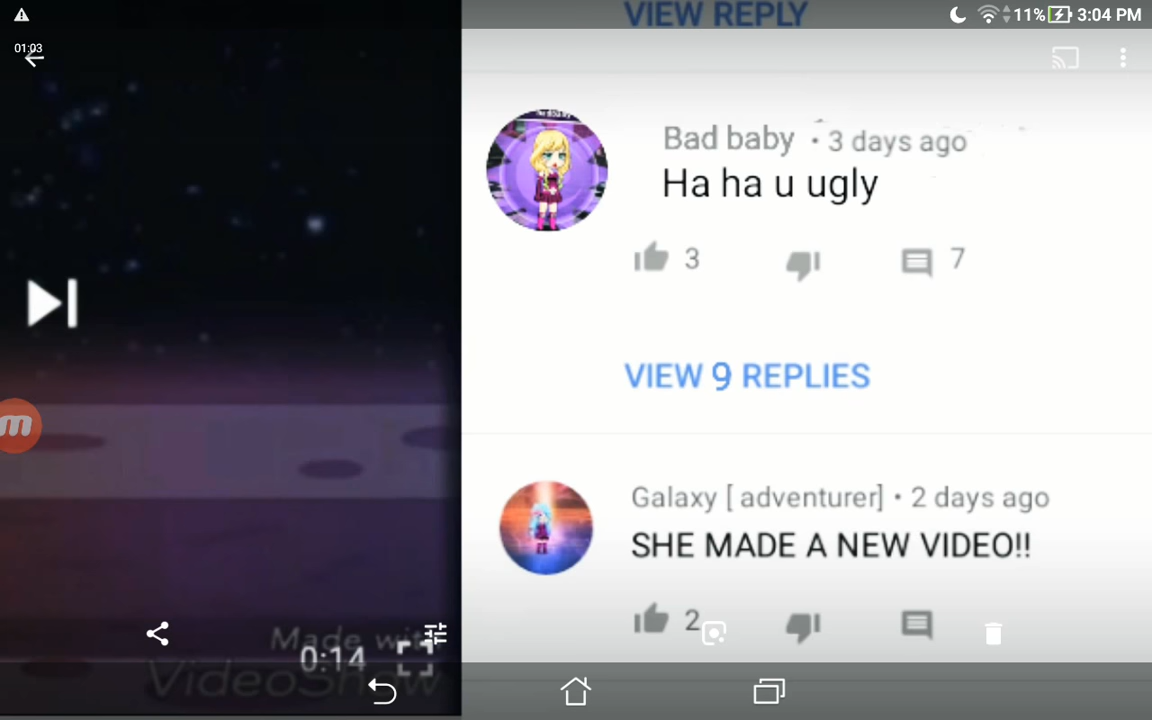 VIEW REPLY
11% 3:04 PM
01:03
Bad baby • 3 days ago
Ha ha u ugly
3 7
VIEW 9 REPLIES
Galaxy [ adventurer] • 2 days ago
SHE MADE A NEW VIDEO!!
2
m
Made with
0:14
VideoShow